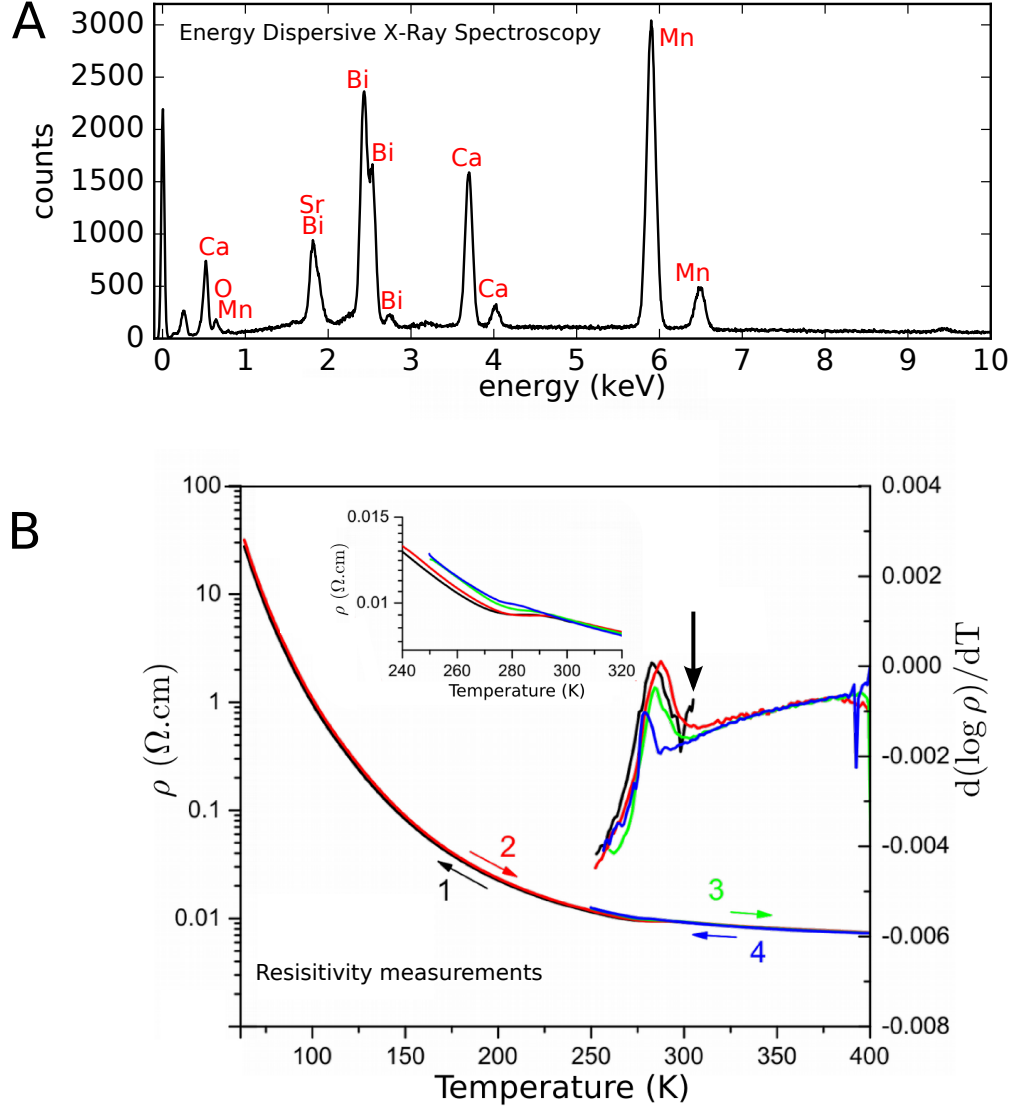 A
Energy Dispersive X-Ray Spectroscopy
3000
2500
2000
1500
1000
500
0
counts
Ca
O
Mn
Sr
Bi
Bi
Bi
Bi
Ca
Ca
Mn
Mn
0 1 2 3 4 5 6 7 8 9 10
energy (keV)
B
100
10
1
0.1
0.01
ρ (Ω.cm)
0.015
0.01
ρ (Ω.cm)
240 260 280 300 320
Temperature (K)
0.004
0.002
0.000
-0.002
-0.004
-0.006
-0.008
d(log ρ)/dT
1
2
3
4
Resisitivity measurements
100 150 200 250 300 350 400
Temperature (K)